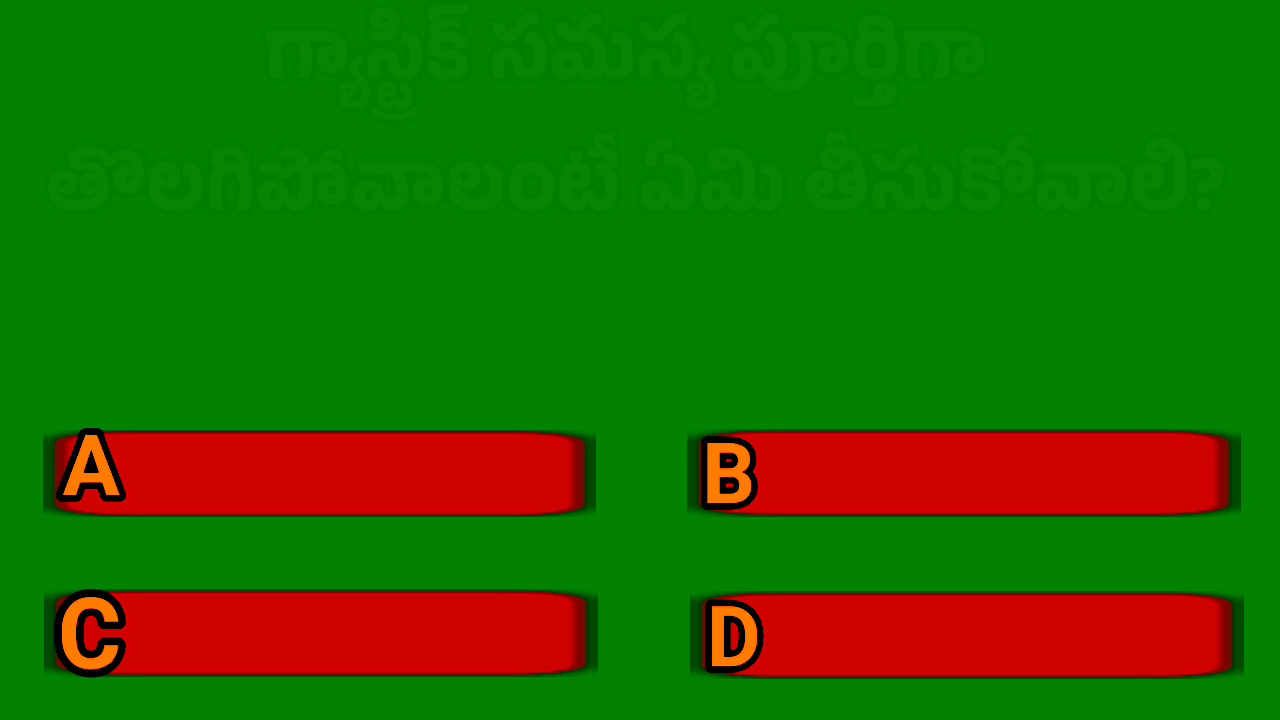 గ్యాస్ట్రిక్ సమస్య పూర్తిగా
తొలగిపోవాలంటే ఏమి తీసుకోవాలి?
A
B
C
D